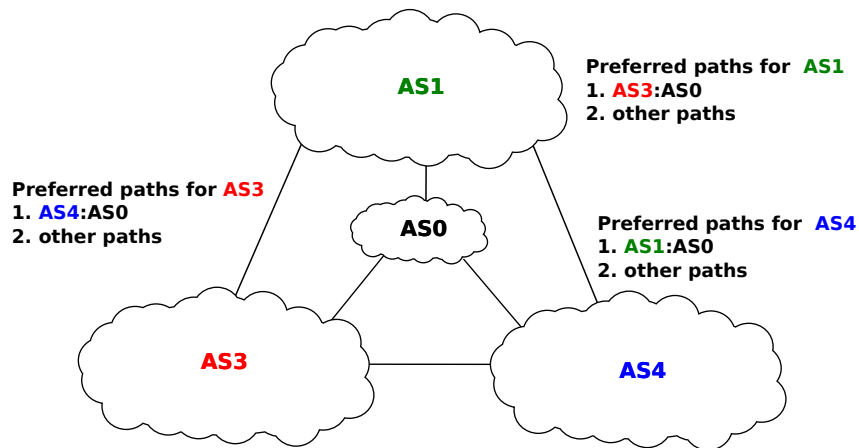 AS1
Preferred paths for AS1
1. AS3:AS0
2. other paths
Preferred paths for AS3
1. AS4:AS0
2. other paths
AS0
Preferred paths for AS4
1. AS1:AS0
2. other paths
AS3
AS4